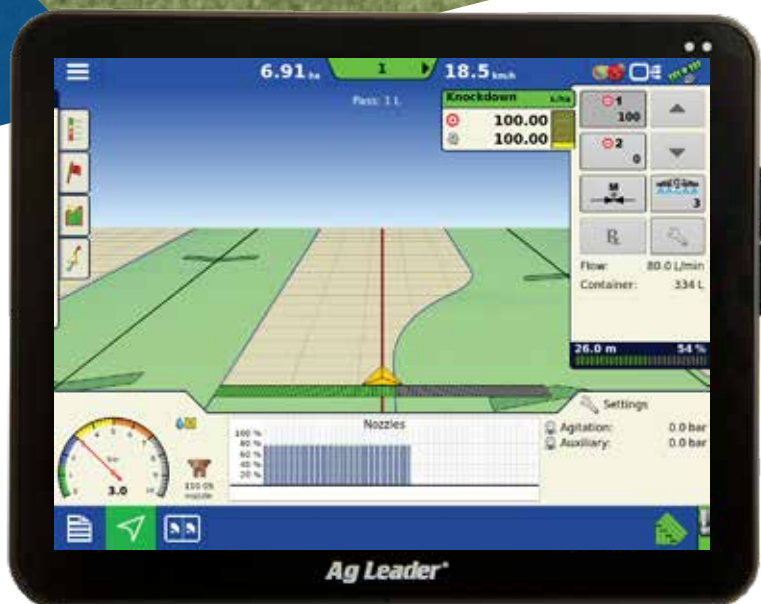 6.91 ha
1
18.5 km/h
Pass: 1 L
Knockdown L/ha
100.00
100.00
1
100
2
0
M
3
R
Flow: 80.0 L/min
Container: 334 L
26.0 m 54 %
Settings
Nozzles
100 %
80 %
60 %
40 %
20 %
Agitation: 0.0 bar
Auxiliary: 0.0 bar
bar
3.0
nozzle
Ag Leader